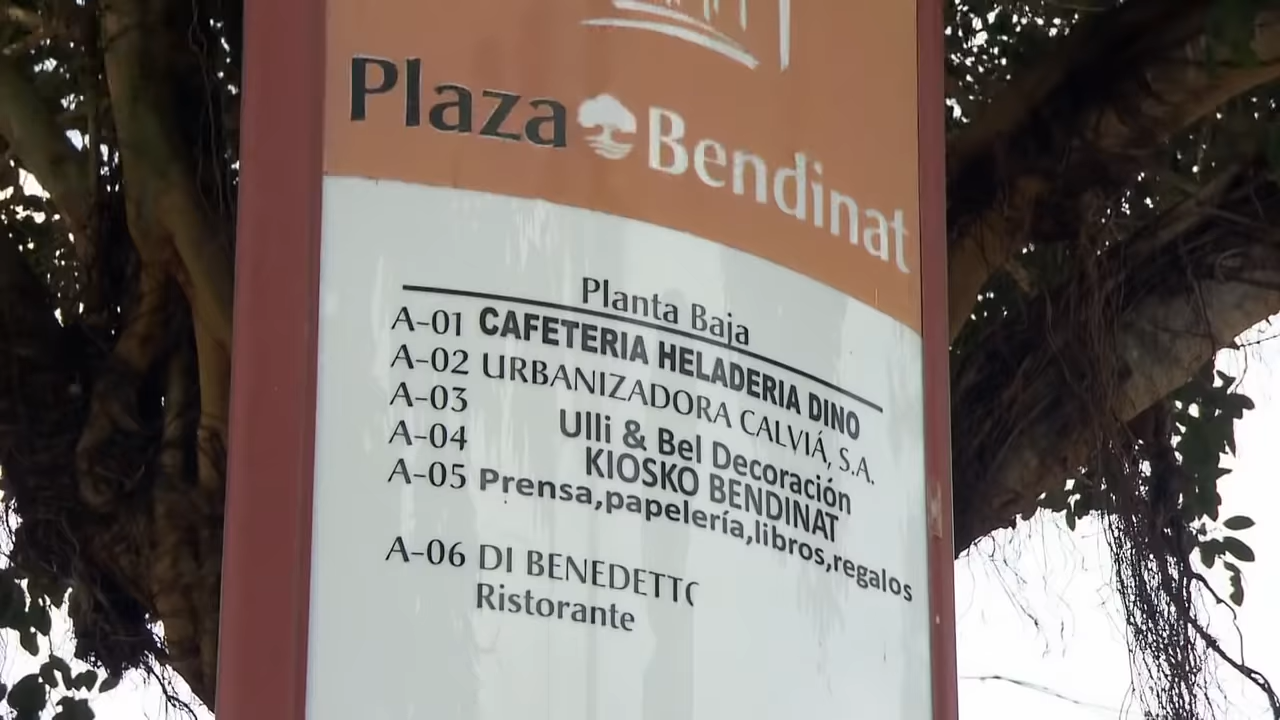 Plaza Bendinat
Planta Baja
A-01 CAFETERIA HELADERIA DINO
A-02 URBANIZADORA CALVIÁ, S.A.
A-03 Ulli & Bel Decoración
A-04 KIOSKO BENDINAT
A-05 Prensa,papelería,libros,regalos
A-06 DI BENEDETTO
Ristorante